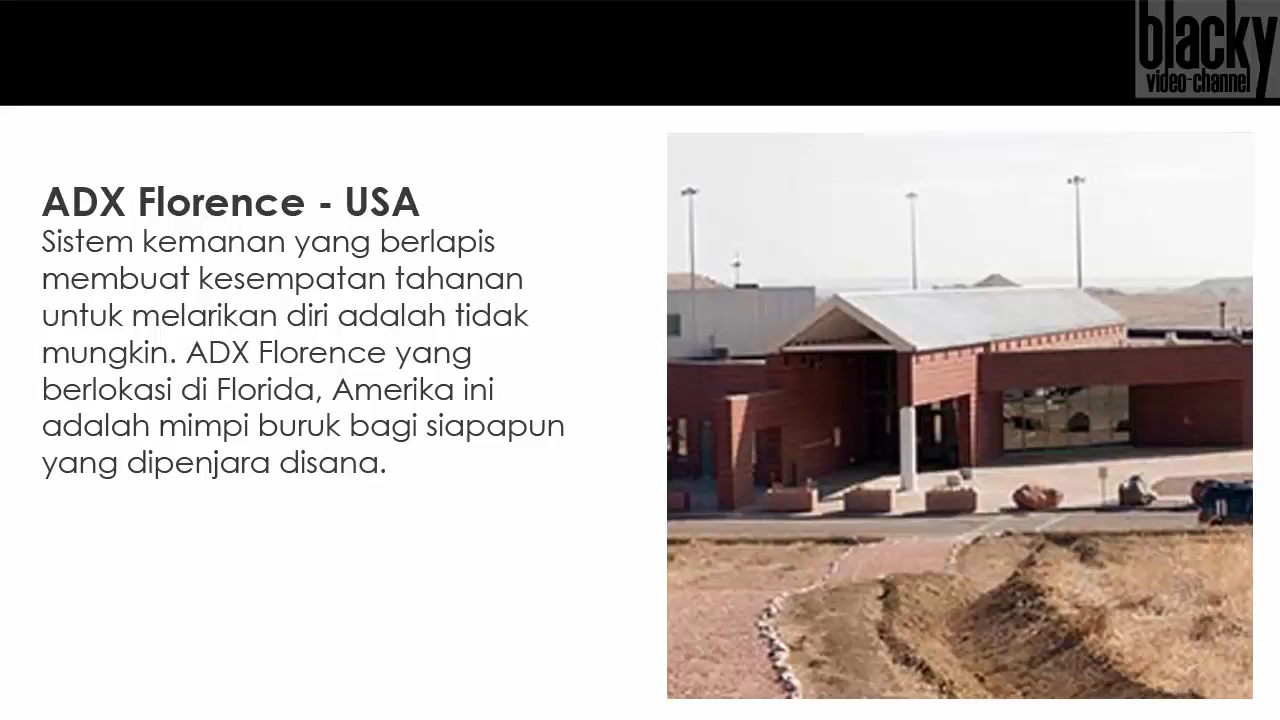 blacky
video-channel
ADX Florence - USA
Sistem kemanan yang berlapis
membuat kesempatan tahanan
untuk melarikan diri adalah tidak
mungkin. ADX Florence yang
berlokasi di Florida, Amerika ini
adalah mimpi buruk bagi siapapun
yang dipenjara disana.